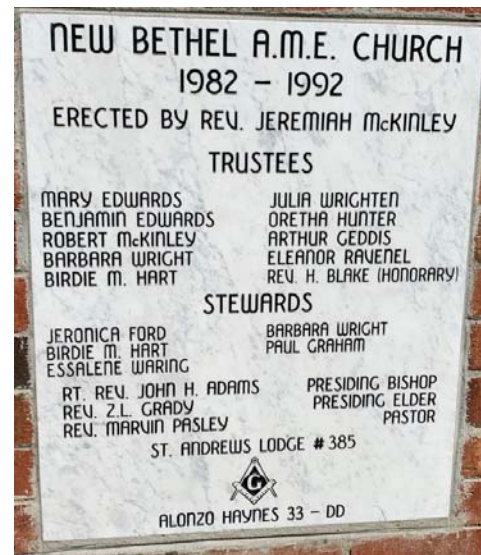 NEW BETHEL A.M.E. CHURCH
1982 – 1992
ERECTED BY REV. JEREMIAH McKINLEY
TRUSTEES
MARY EDWARDS JULIA WRIGHTEN
BENJAMIN EDWARDS ORETHA HUNTER
ROBERT McKINLEY ARTHUR GEDDIS
BARBARA WRIGHT ELEANOR RAVENEL
BIRDIE M. HART REV. H. BLAKE (HONORARY)
STEWARDS
JERONICA FORD BARBARA WRIGHT
BIRDIE M. HART PAUL GRAHAM
ESSALENE WARING
RT. REV. JOHN H. ADAMS PRESIDING BISHOP
REV. Z.L. GRADY PRESIDING ELDER
REV. MARVIN PASLEY PASTOR
ST. ANDREWS LODGE # 385
G
ALONZO HAYNES 33 – DD